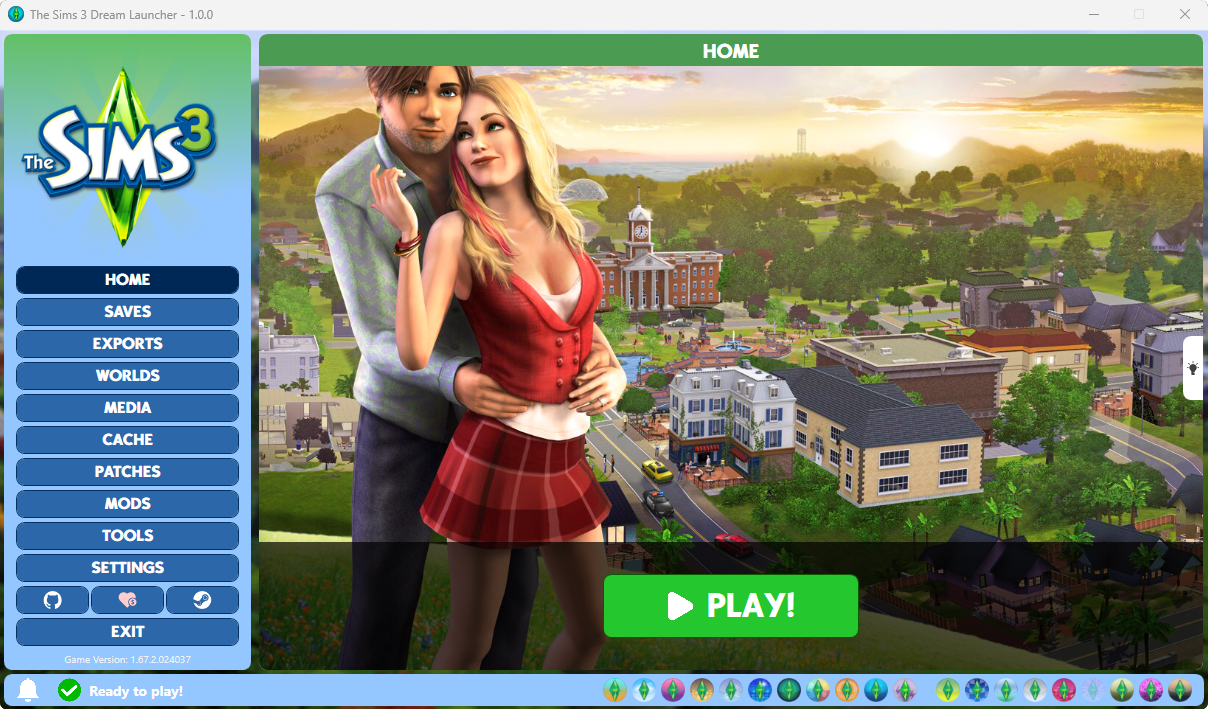 The Sims 3 Dream Launcher - 1.0.0
The SIMS 3
HOME
SAVES
EXPORTS
WORLDS
MEDIA
CACHE
PATCHES
MODS
TOOLS
SETTINGS
EXIT
Game Version: 1.67.2.024037
HOME
PLAY!
Ready to play!